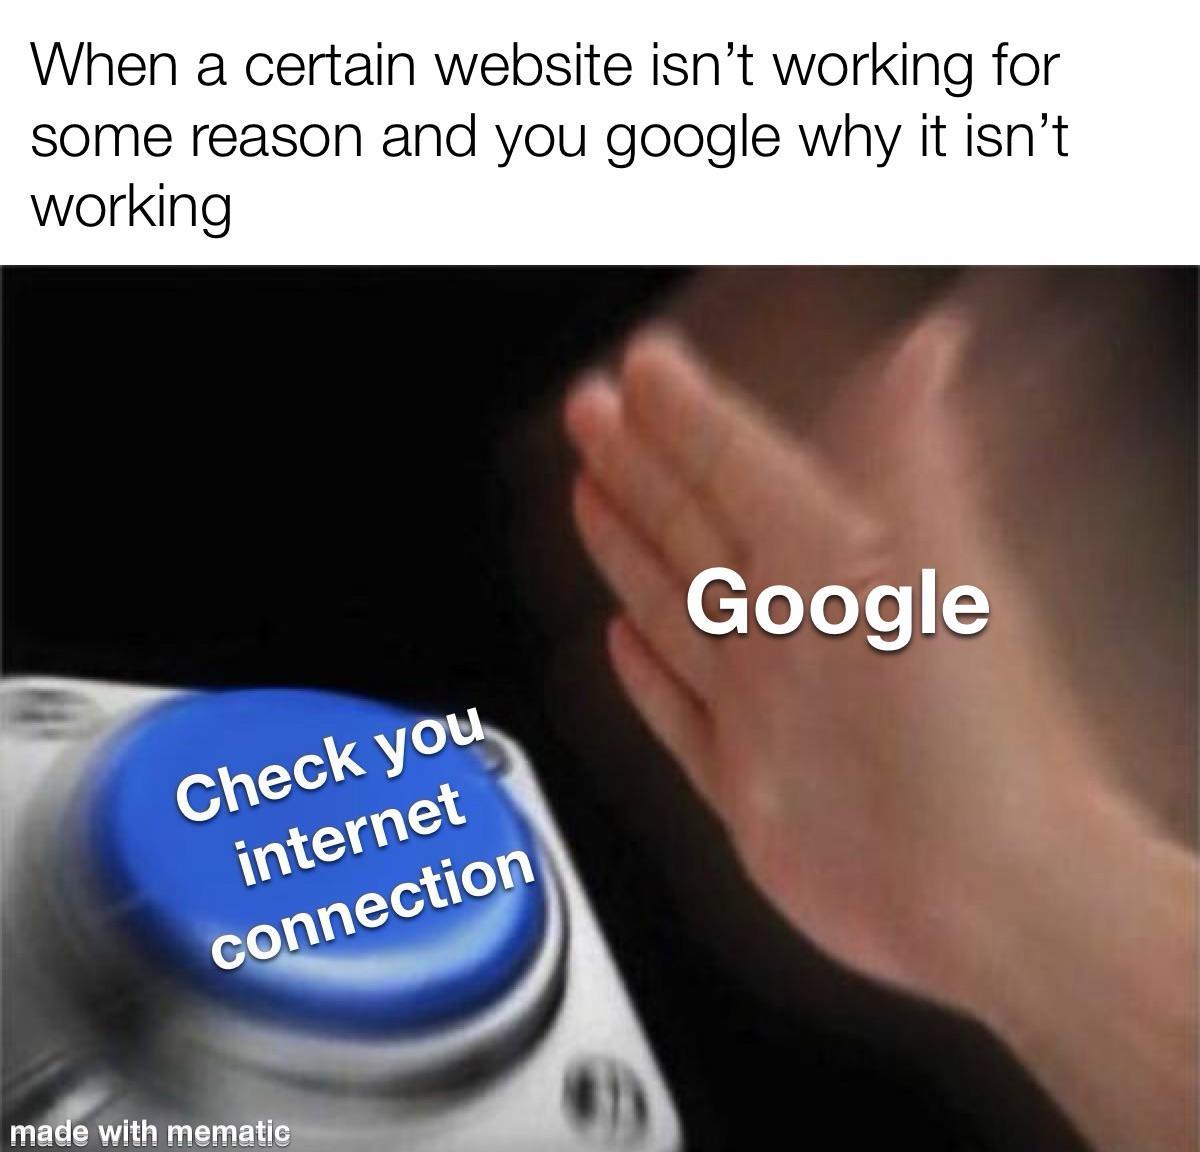 When a certain website isn’t working for
some reason and you google why it isn’t
working
Google
Check you
internet
connection
made with mematic